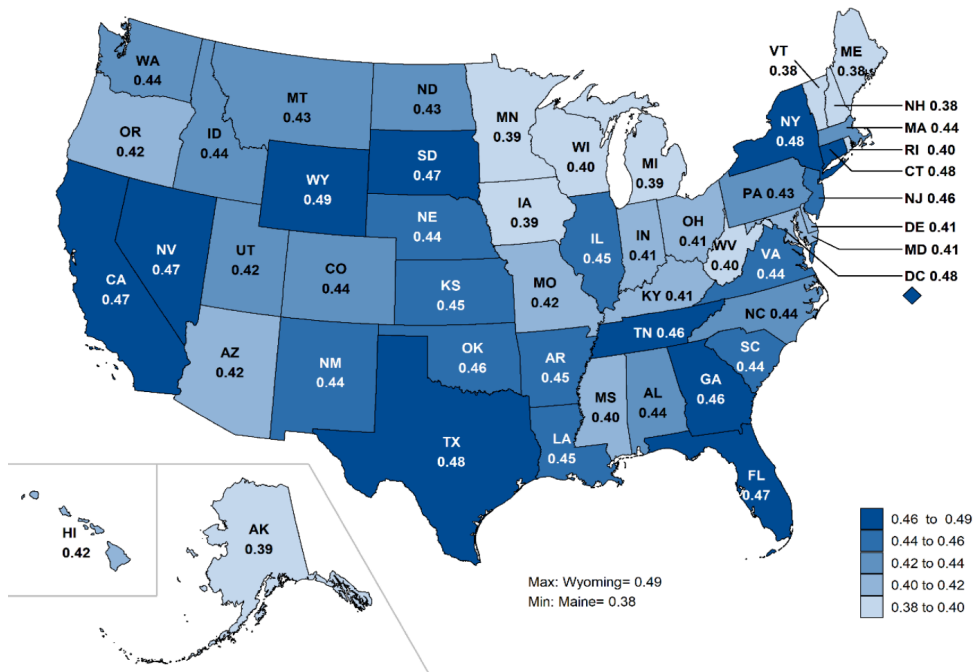 WA
0.44
OR
0.42
CA
0.47
NV
0.47
ID
0.44
MT
0.43
WY
0.49
UT
0.42
AZ
0.42
CO
0.44
NM
0.44
ND
0.43
SD
0.47
NE
0.44
KS
0.45
OK
0.46
TX
0.48
MN
0.39
IA
0.39
MO
0.42
AR
0.45
LA
0.45
WI
0.40
IL
0.45
MI
0.39
IN
0.41
OH
0.41
KY 0.41
TN 0.46
MS
0.40
AL
0.44
GA
0.46
FL
0.47
SC
0.44
NC 0.44
VA
0.44
WV
0.40
PA 0.43
NY
0.48
VT
0.38
ME
0.38
NH 0.38
MA 0.44
RI 0.40
CT 0.48
NJ 0.46
DE 0.41
MD 0.41
DC 0.48
HI
0.42
AK
0.39
Max: Wyoming= 0.49
Min: Maine= 0.38
0.46 to 0.49
0.44 to 0.46
0.42 to 0.44
0.40 to 0.42
0.38 to 0.40